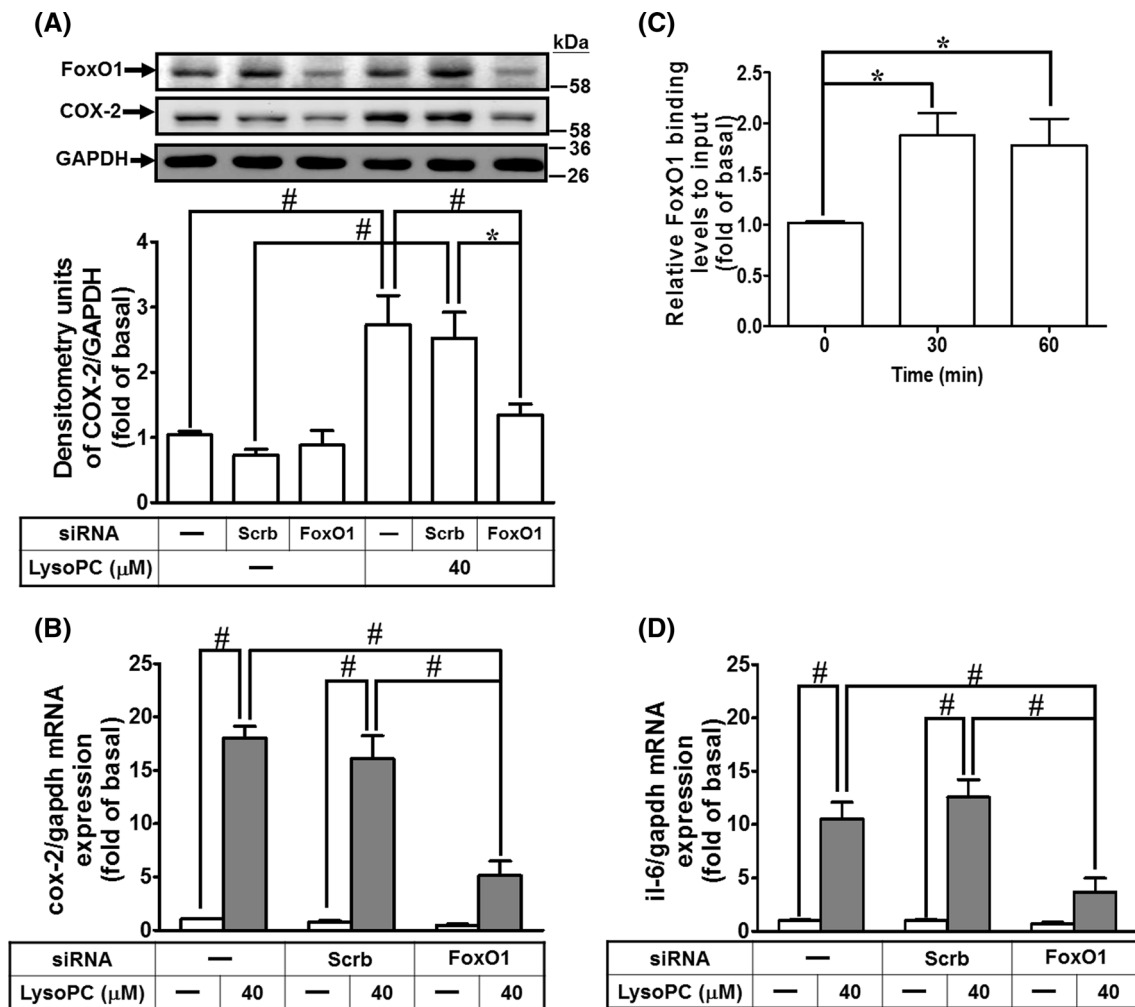 (A)
kDa
FoxO1
58
COX-2
58
GAPDH
36
26
# #
# *
Densitometry units
of COX-2/GAPDH
(fold of basal)
4
3
2
1
0
siRNA — Scrb FoxO1 — Scrb FoxO1
LysoPC (μM) — 40
(C)
*
*
Relative FoxO1 binding
levels to input
(fold of basal)
2.5
2.0
1.5
1.0
0.5
0.0
0 30 60
Time (min)
(B)
# #
# #
cox-2/gapdh mRNA
expression
(fold of basal)
25
20
15
10
5
0
siRNA — Scrb FoxO1
LysoPC (μM) — 40 — 40 — 40
(D)
# #
# #
il-6/gapdh mRNA
expression
(fold of basal)
25
20
15
10
5
0
siRNA — Scrb FoxO1
LysoPC (μM) — 40 — 40 — 40